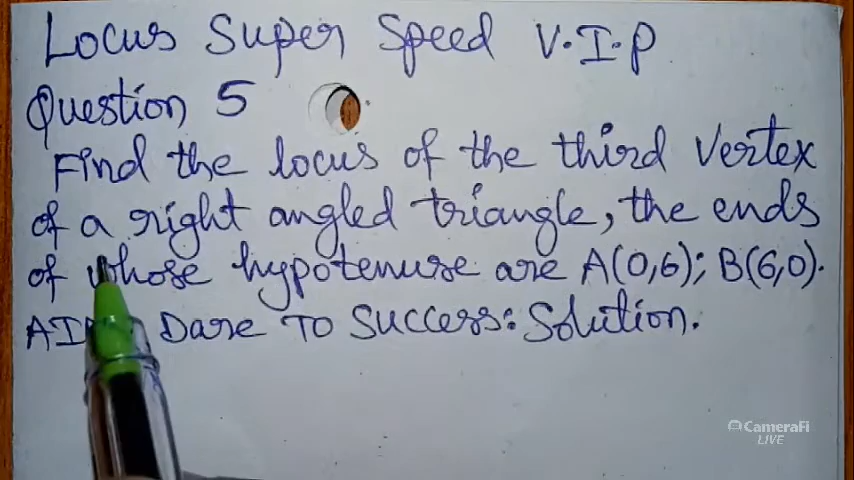 Locus Super Speed V.I.P
Question 5
Find the locus of the third vertex
of a right angled triangle, the ends
of whose hypotenuse are A(0,6); B(6,0).
Dare To Success: Solution.
CameraFi
LIVE